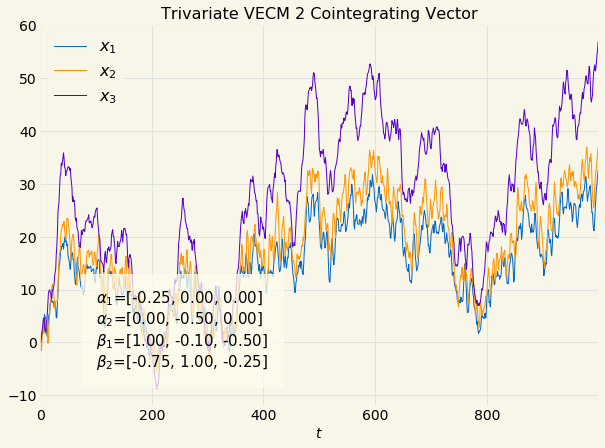 Trivariate VECM 2 Cointegrating Vector
60
50
40
30
20
10
0
−10
x1
x2
x3
α1=[-0.25, 0.00, 0.00]
α2=[0.00, -0.50, 0.00]
β1=[1.00, -0.10, -0.50]
β2=[-0.75, 1.00, -0.25]
0 200 400 600 800
t